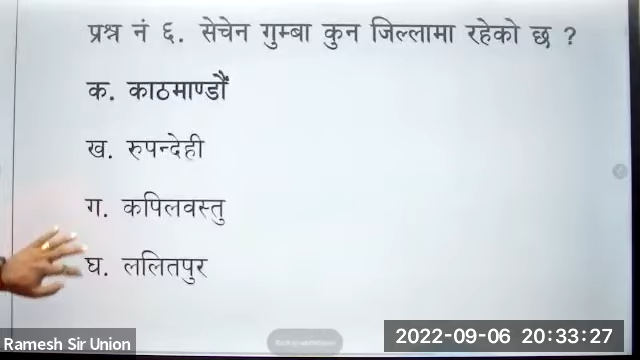 प्रश्न नं ६. सेचेन गुम्बा कुन जिल्लामा रहेको छ ?
क. काठमाण्डौं
ख. रुपन्देही
ग. कपिलवस्तु
घ. ललितपुर
Ramesh Sir Union
2022-09-06 20:33:27